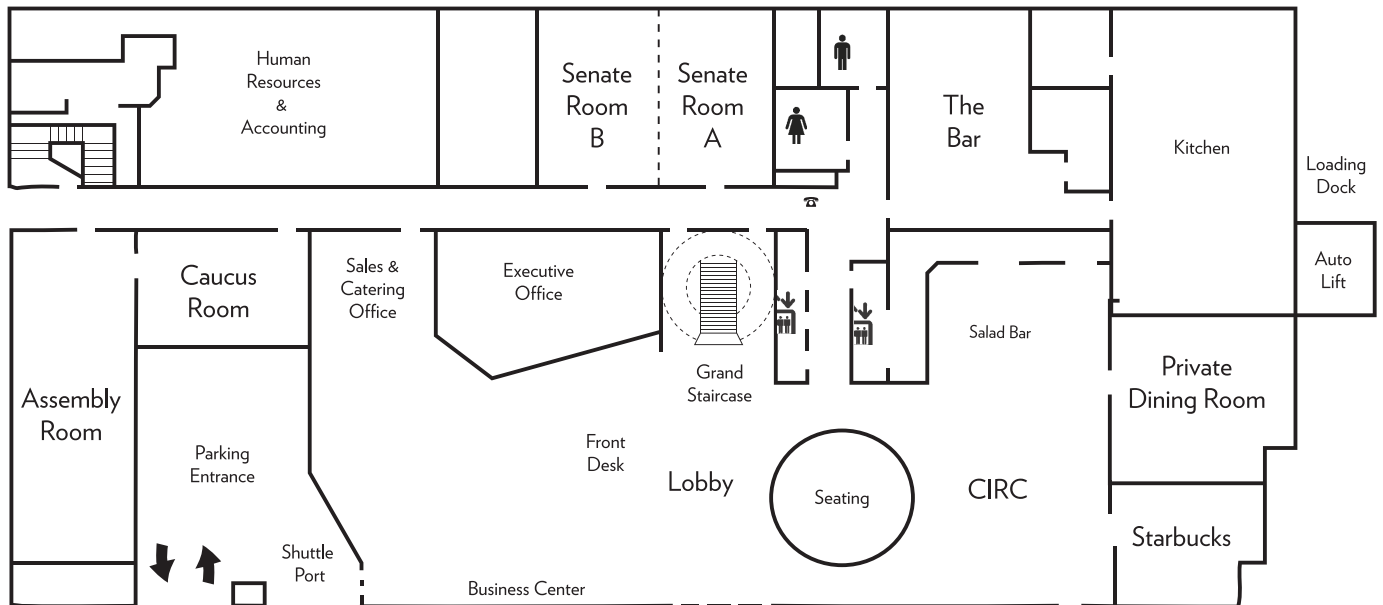 Human
Resources
&
Accounting
Senate
Room
B
Senate
Room
A
The
Bar
Kitchen
Loading
Dock
Auto
Lift
Caucus
Room
Sales &
Catering
Office
Executive
Office
Grand
Staircase
Salad Bar
Private
Dining Room
Assembly
Room
Parking
Entrance
Front
Desk
Lobby
Seating
CIRC
Starbucks
Shuttle
Port
Business Center